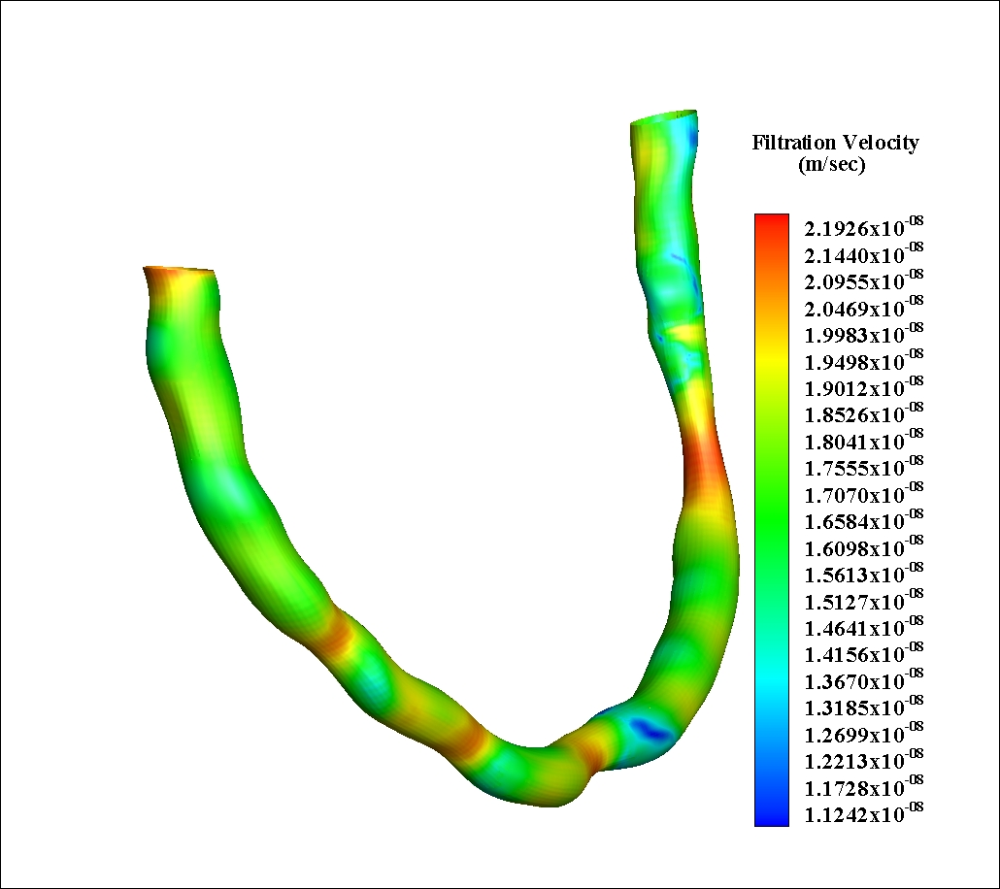 Filtration Velocity
(m/sec)
2.1926x10⁻⁰⁸
2.1440x10⁻⁰⁸
2.0955x10⁻⁰⁸
2.0469x10⁻⁰⁸
1.9983x10⁻⁰⁸
1.9498x10⁻⁰⁸
1.9012x10⁻⁰⁸
1.8526x10⁻⁰⁸
1.8041x10⁻⁰⁸
1.7555x10⁻⁰⁸
1.7070x10⁻⁰⁸
1.6584x10⁻⁰⁸
1.6098x10⁻⁰⁸
1.5613x10⁻⁰⁸
1.5127x10⁻⁰⁸
1.4641x10⁻⁰⁸
1.4156x10⁻⁰⁸
1.3670x10⁻⁰⁸
1.3185x10⁻⁰⁸
1.2699x10⁻⁰⁸
1.2213x10⁻⁰⁸
1.1728x10⁻⁰⁸
1.1242x10⁻⁰⁸